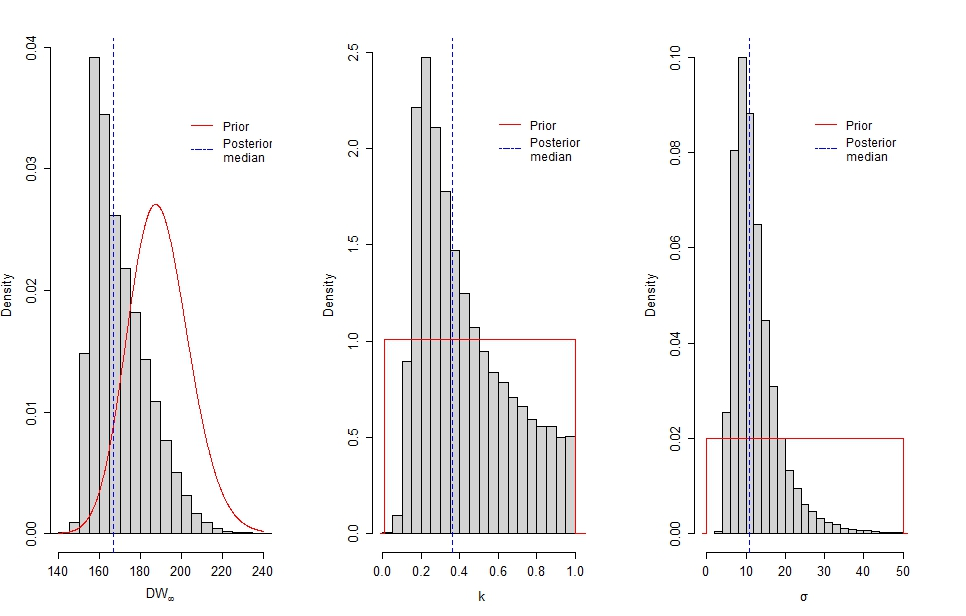 0.04
0.03
0.02
0.01
0.00
Density
140 160 180 200 220 240
DW∞
Prior
Posterior
median
2.5
2.0
1.5
1.0
0.5
0.0
Density
0.0 0.2 0.4 0.6 0.8 1.0
k
Prior
Posterior
median
0.10
0.08
0.06
0.04
0.02
0.00
Density
0 10 20 30 40 50
σ
Prior
Posterior
median